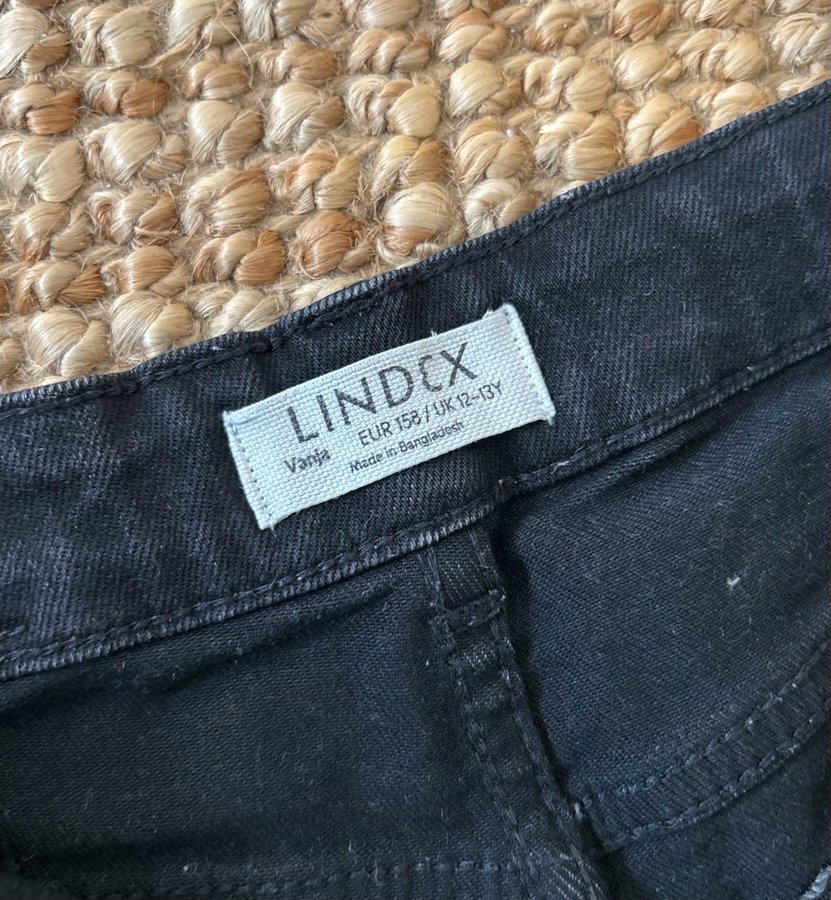 LINDEX
Vanja EUR 158 / UK 12-13Y
Made in Bangladesh